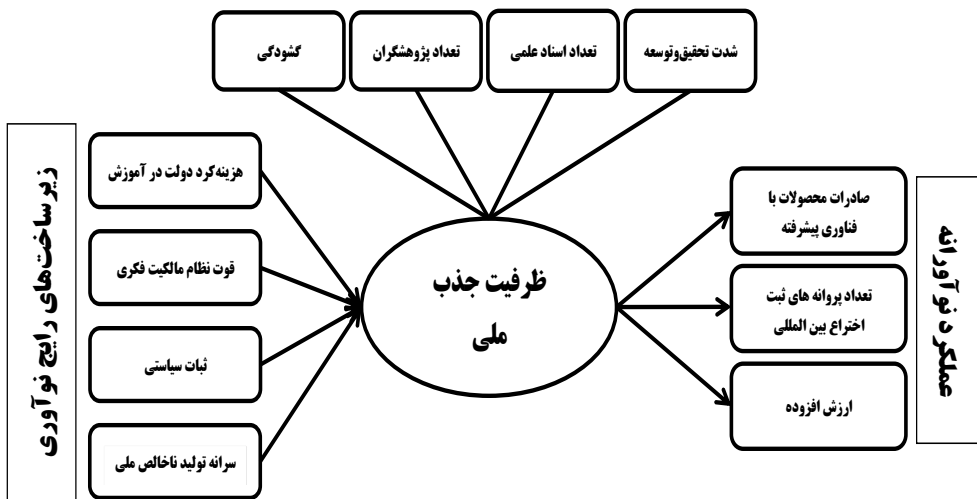 شدت تحقیق‌وتوسعه
تعداد اسناد علمی
تعداد پژوهشگران
گشودگی
عملکرد نوآورانه
صادرات محصولات با
فناوری پیشرفته
تعداد پروانه های ثبت
اختراع بین المللی
ارزش افزوده
ظرفیت جذب
ملی
هزینه‌کرد دولت در آموزش
قوت نظام مالکیت فکری
ثبات سیاستی
سرانه تولید ناخالص ملی
زیرساخت‌های رایج نوآوری